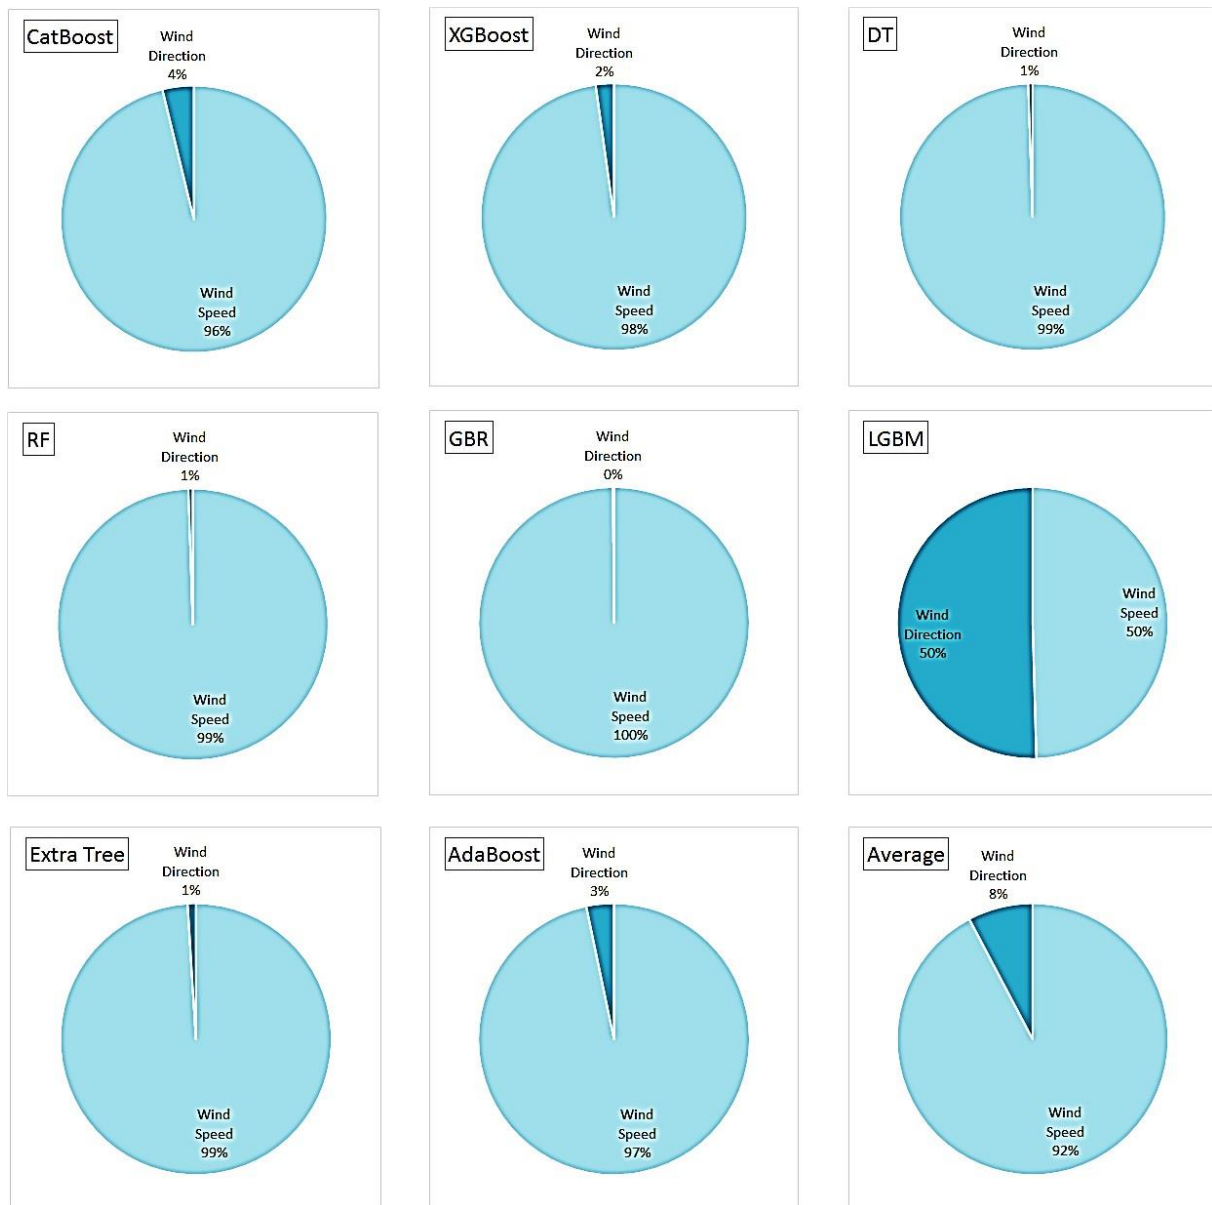 CatBoost
Wind
Direction
4%
Wind
Speed
96%
XGBoost
Wind
Direction
2%
Wind
Speed
98%
DT
Wind
Direction
1%
Wind
Speed
99%
RF
Wind
Direction
1%
Wind
Speed
99%
GBR
Wind
Direction
0%
Wind
Speed
100%
LGBM
Wind
Direction
50%
Wind
Speed
50%
Extra Tree
Wind
Direction
1%
Wind
Speed
99%
AdaBoost
Wind
Direction
3%
Wind
Speed
97%
Average
Wind
Direction
8%
Wind
Speed
92%